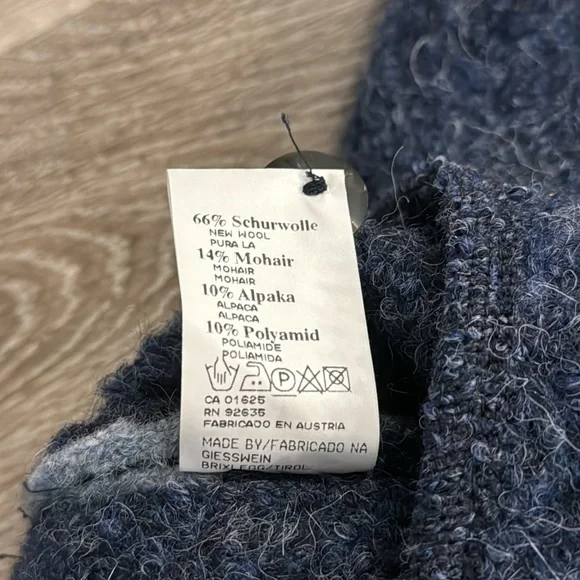 66% Schurwolle
NEW WOOL
PURA LA
14% Mohair
MOHAIR
MOHAIR
10% Alpaka
ALPACA
ALPACA
10% Polyamid
POLIAMIDE
POLIAMIDA
P
CA 01625
RN 92635
FABRICADO EN AUSTRIA
MADE BY/FABRICADO NA
GIESSWEIN
BRIXLEGG/TIROL